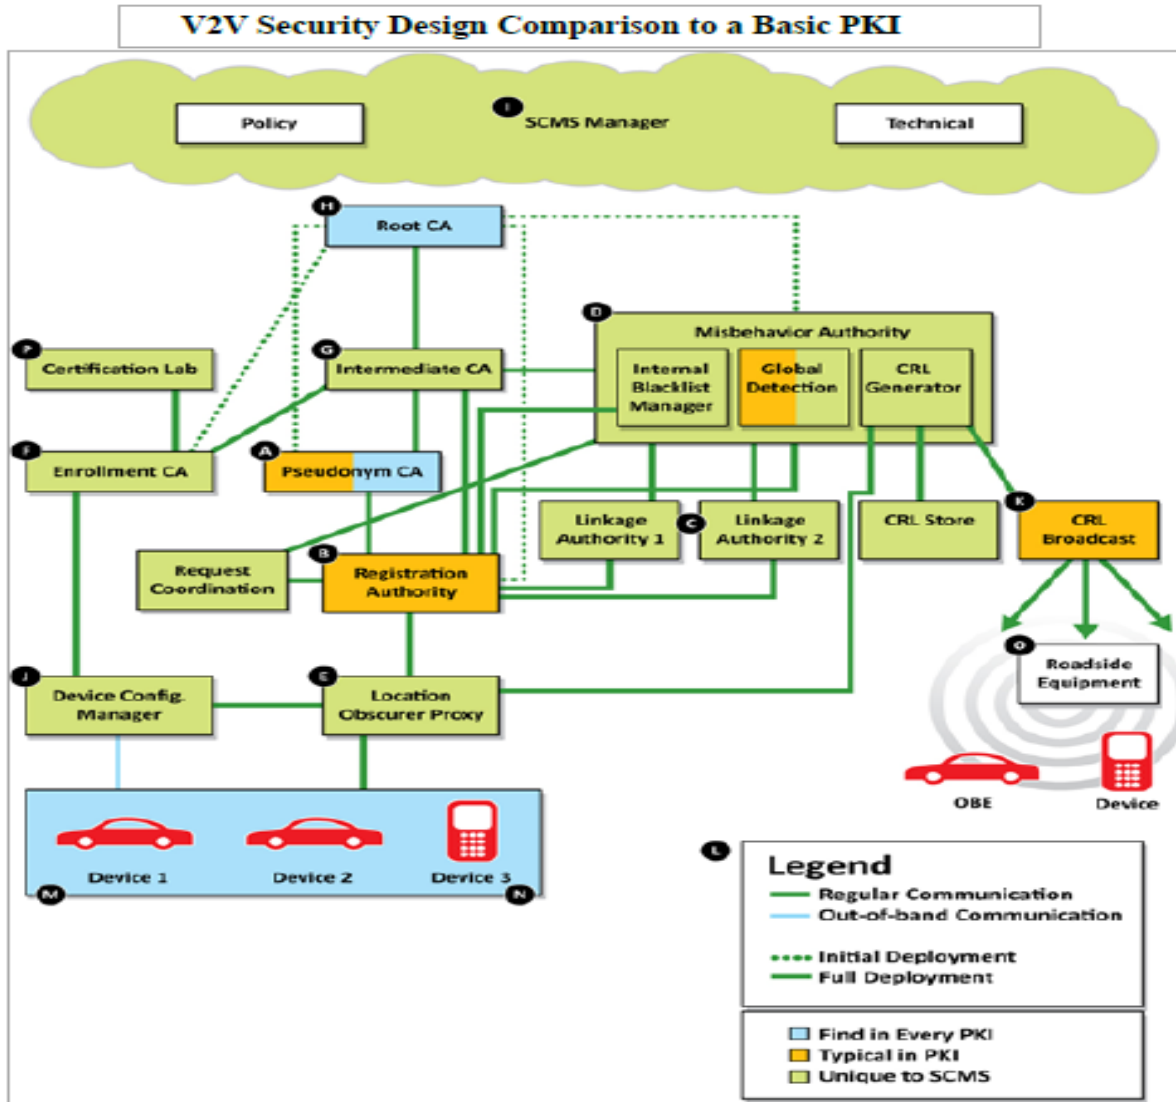 V2V Security Design Comparison to a Basic PKI
Policy
I
SCMS Manager
Technical
H
Root CA
D
Misbehavior Authority
P
Certification Lab
G
Intermediate CA
Internal
Blacklist
Manager
Global
Detection
CRL
Generator
F
Enrollment CA
A
Pseudonym CA
Linkage
Authority 1
C
Linkage
Authority 2
CRL Store
K
CRL
Broadcast
Request
Coordination
B
Registration
Authority
J
Device Config.
Manager
E
Location
Obscurer Proxy
O
Roadside
Equipment
OBE
Device
Device 1
Device 2
Device 3
M
N
L
Legend
Regular Communication
Out-of-band Communication
Initial Deployment
Full Deployment
Find in Every PKI
Typical in PKI
Unique to SCMS